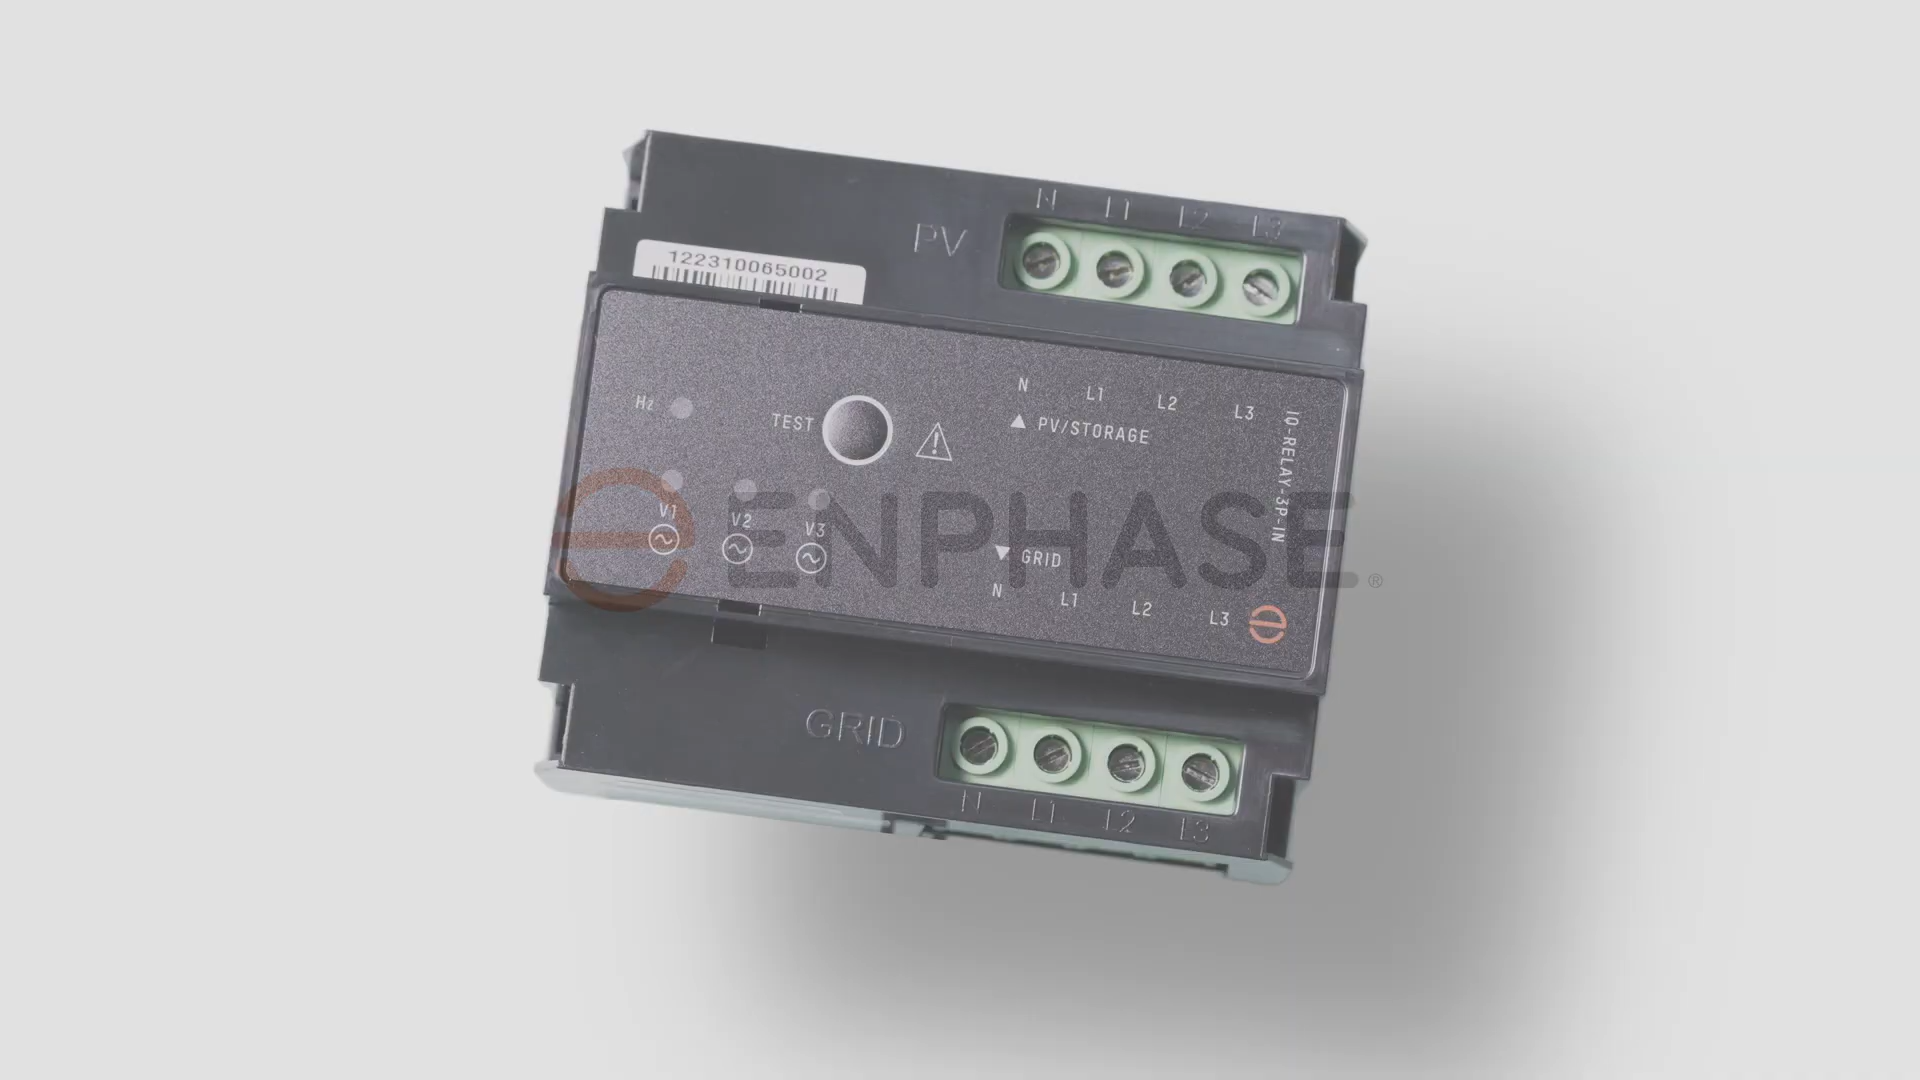 N L1 L2 L3
PV
122310065002
N L1 L2 L3
Hz
TEST
PV/STORAGE
IQ-RELAY-3P-IN
V1 V2 V3
ENPHASE®
GRID
N L1 L2 L3
GRID
N L1 L2 L3